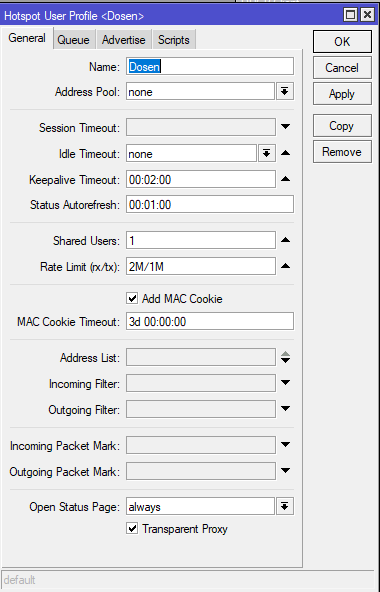 Hotspot User Profile <Dosen>
General Queue Advertise Scripts
OK
Cancel
Apply
Copy
Remove
Name: Dosen
Address Pool: none
Session Timeout:
Idle Timeout: none
Keepalive Timeout: 00:02:00
Status Autorefresh: 00:01:00
Shared Users: 1
Rate Limit (rx/tx): 2M/1M
Add MAC Cookie
MAC Cookie Timeout: 3d 00:00:00
Address List:
Incoming Filter:
Outgoing Filter:
Incoming Packet Mark:
Outgoing Packet Mark:
Open Status Page: always
Transparent Proxy
default